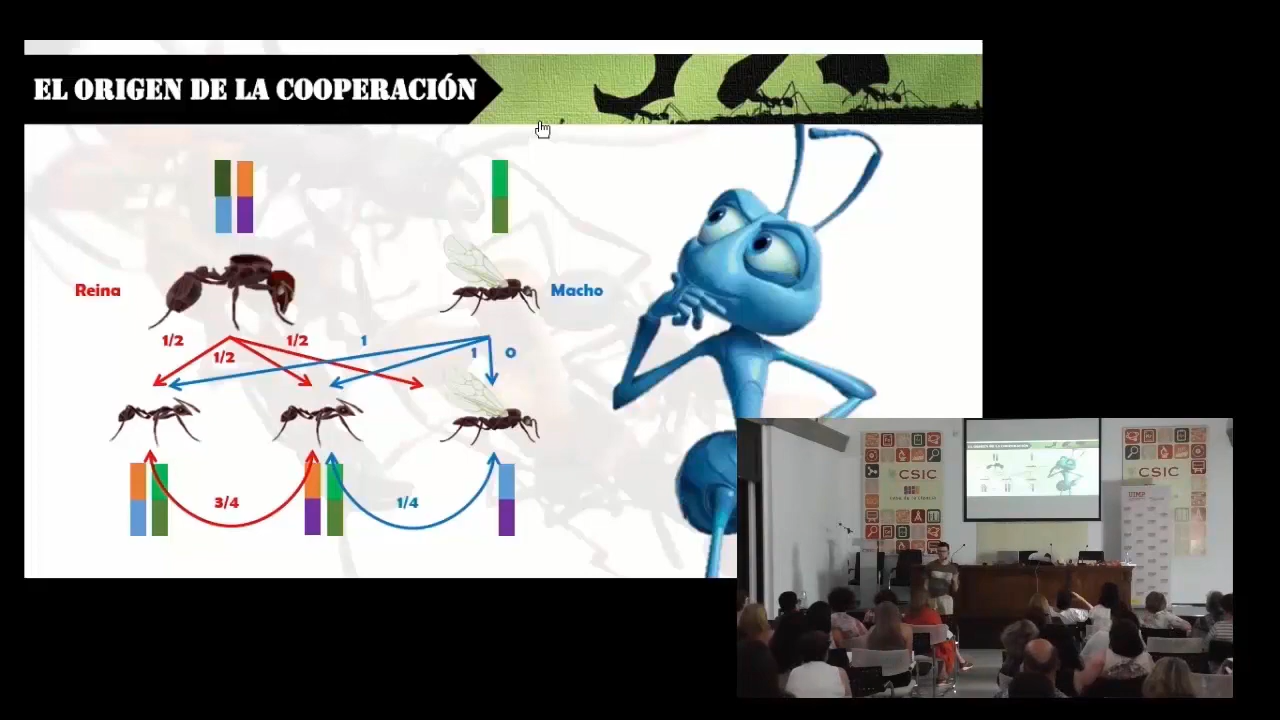 EL ORIGEN DE LA COOPERACIÓN
Reina
Macho
1/2
1/2
1/2
1
1
0
3/4
1/4
CSIC
CSIC